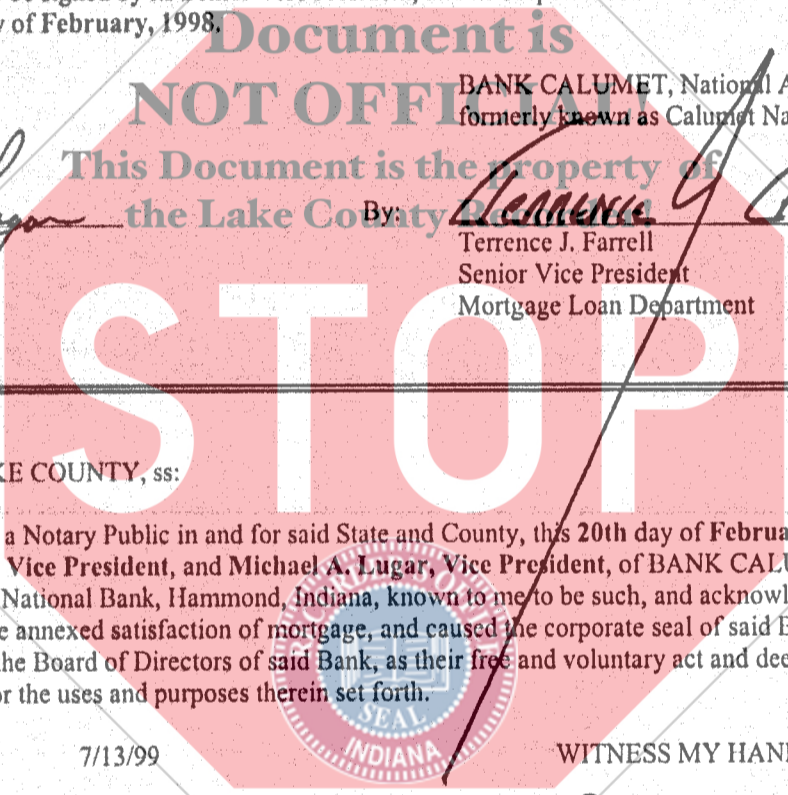 y of February, 1998.
Document is
NOT OFFICIAL!
BANK CALUMET, National A
formerly known as Calumet Na
This Document is the property of
the Lake County Recorder!
By: Terrence J
Terrence J. Farrell
Senior Vice President
Mortgage Loan Department
STOP
KE COUNTY, ss:
a Notary Public in and for said State and County, this 20th day of Februa
Vice President, and Michael A. Lugar, Vice President, of BANK CALU
National Bank, Hammond, Indiana, known to me to be such, and acknowl
e annexed satisfaction of mortgage, and caused the corporate seal of said B
the Board of Directors of said Bank, as their free and voluntary act and dee
or the uses and purposes therein set forth.
SEAL
INDIANA
7/13/99
WITNESS MY HAN